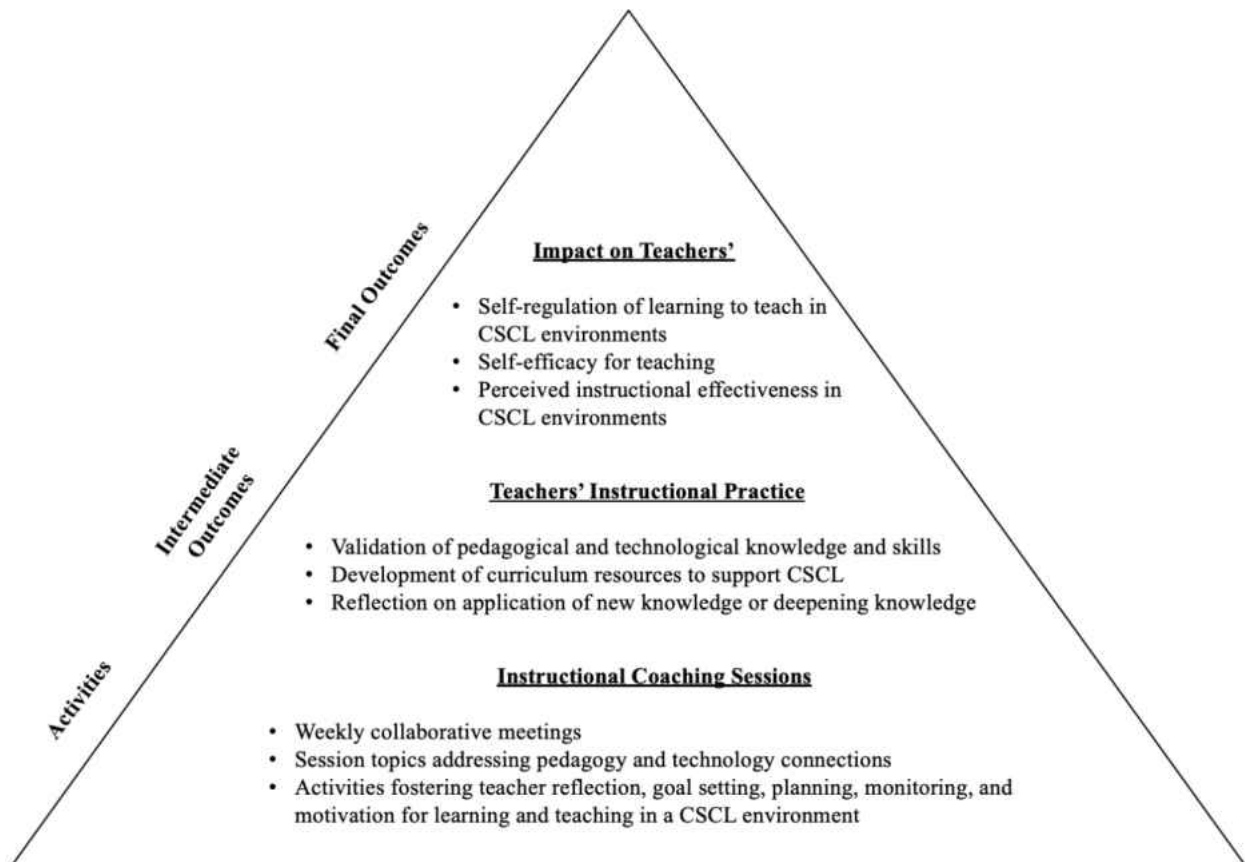 Final Outcomes
Impact on Teachers’
• Self-regulation of learning to teach in
CSCL environments
• Self-efficacy for teaching
• Perceived instructional effectiveness in
CSCL environments
Intermediate
Outcomes
Teachers’ Instructional Practice
• Validation of pedagogical and technological knowledge and skills
• Development of curriculum resources to support CSCL
• Reflection on application of new knowledge or deepening knowledge
Activities
Instructional Coaching Sessions
• Weekly collaborative meetings
• Session topics addressing pedagogy and technology connections
• Activities fostering teacher reflection, goal setting, planning, monitoring, and
motivation for learning and teaching in a CSCL environment